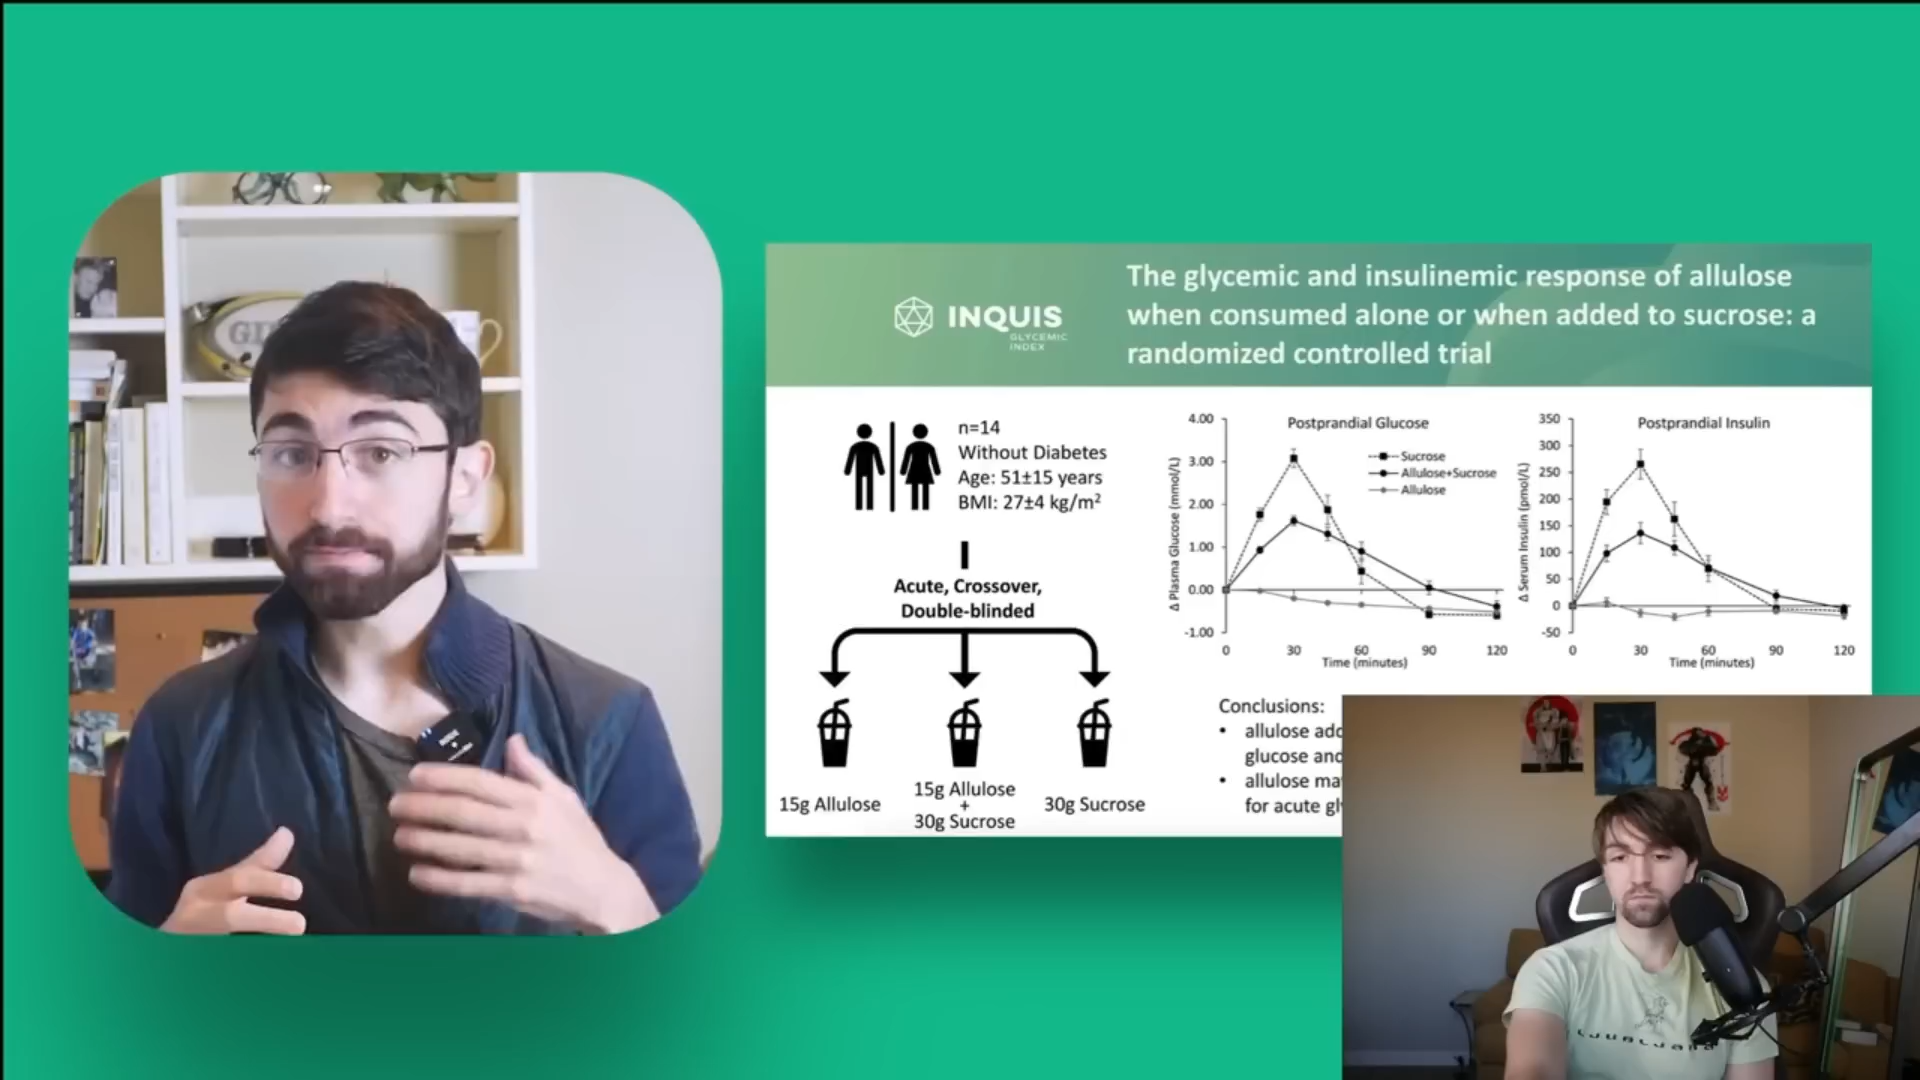 INQUIS
GLYCEMIC
INDEX
The glycemic and insulinemic response of allulose
when consumed alone or when added to sucrose: a
randomized controlled trial
n=14
Without Diabetes
Age: 51±15 years
BMI: 27±4 kg/m²
Acute, Crossover,
Double-blinded
15g Allulose
15g Allulose
+
30g Sucrose
30g Sucrose
Postprandial Glucose
Δ Plasma Glucose (mmol/L)
4.00
3.00
2.00
1.00
0.00
-1.00
Sucrose
Allulose+Sucrose
Allulose
0 30 60 90 120
Time (minutes)
Postprandial Insulin
Δ Serum Insulin (pmol/L)
350
300
250
200
150
100
50
0
-50
0 30 60 90 120
Time (minutes)
Conclusions:
• allulose
glucose
• allulose
for acute
LJUBLJANA